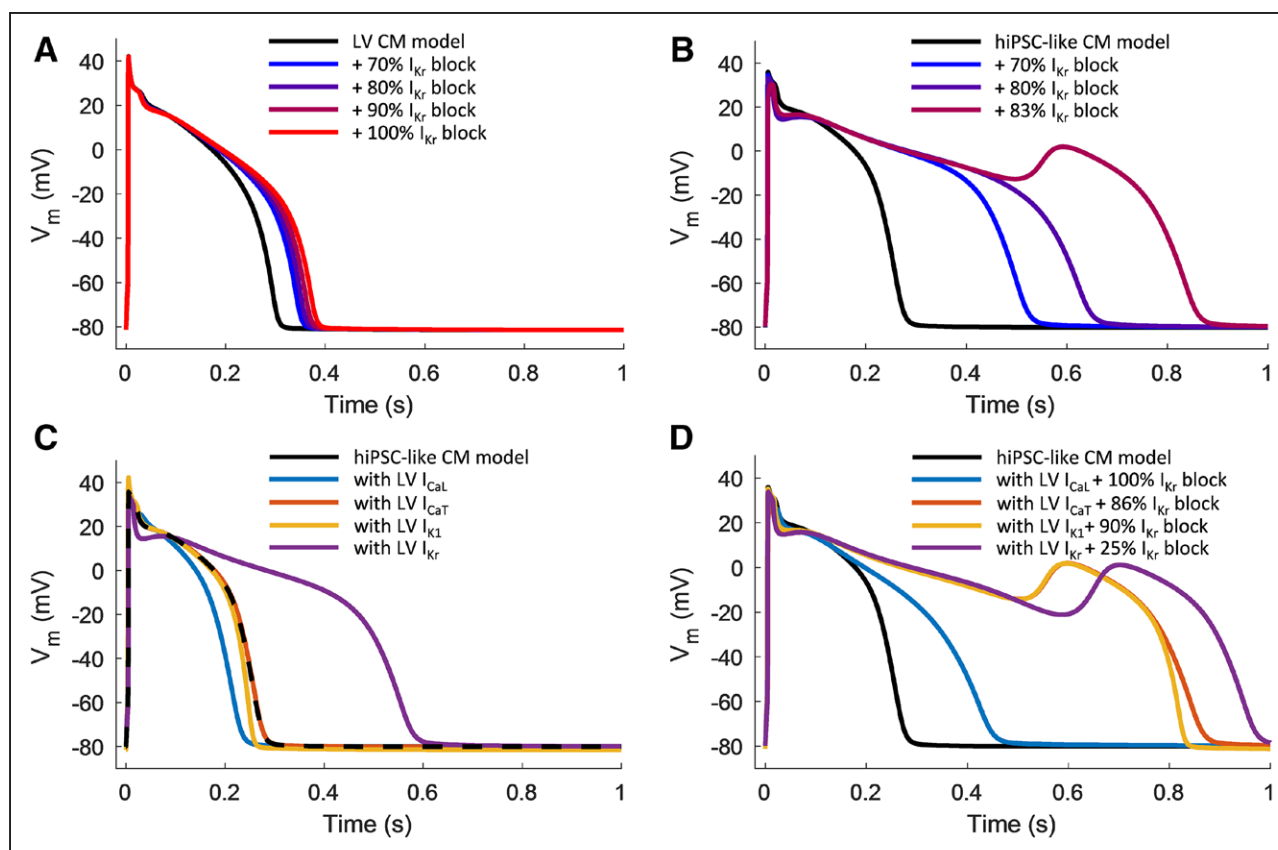 A
LV CM model
+ 70% IKr block
+ 80% IKr block
+ 90% IKr block
+ 100% IKr block
40
20
0
-20
-40
-60
-80
Vm (mV)
0
0.2
0.4
0.6
0.8
1
Time (s)
B
hiPSC-like CM model
+ 70% IKr block
+ 80% IKr block
+ 83% IKr block
40
20
0
-20
-40
-60
-80
Vm (mV)
0
0.2
0.4
0.6
0.8
1
Time (s)
C
hiPSC-like CM model
with LV ICaL
with LV ICaT
with LV IK1
with LV IKr
40
20
0
-20
-40
-60
-80
Vm (mV)
0
0.2
0.4
0.6
0.8
1
Time (s)
D
hiPSC-like CM model
with LV ICaL + 100% IKr block
with LV ICaT + 86% IKr block
with LV IK1+ 90% IKr block
with LV IKr + 25% IKr block
40
20
0
-20
-40
-60
-80
Vm (mV)
0
0.2
0.4
0.6
0.8
1
Time (s)